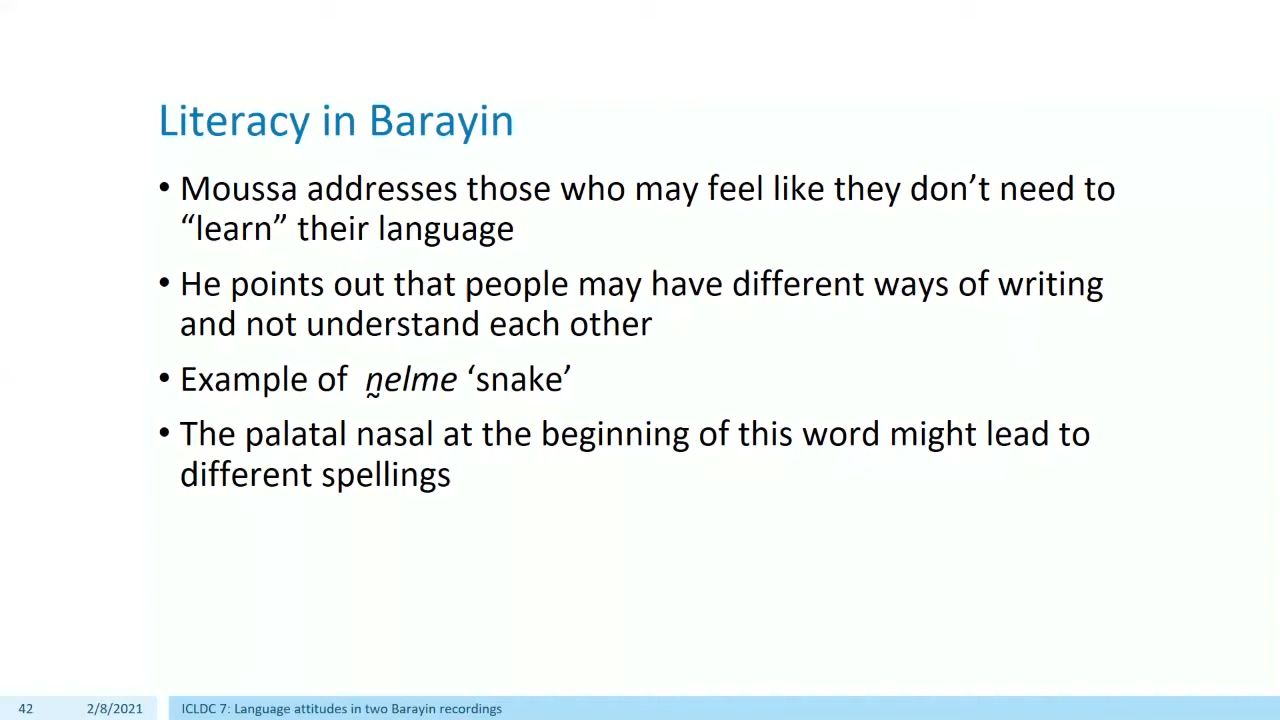 Literacy in Barayin
• Moussa addresses those who may feel like they don’t need to
“learn” their language
• He points out that people may have different ways of writing
and not understand each other
• Example of n̰elme ‘snake’
• The palatal nasal at the beginning of this word might lead to
different spellings
42 2/8/2021 ICLDC 7: Language attitudes in two Barayin recordings